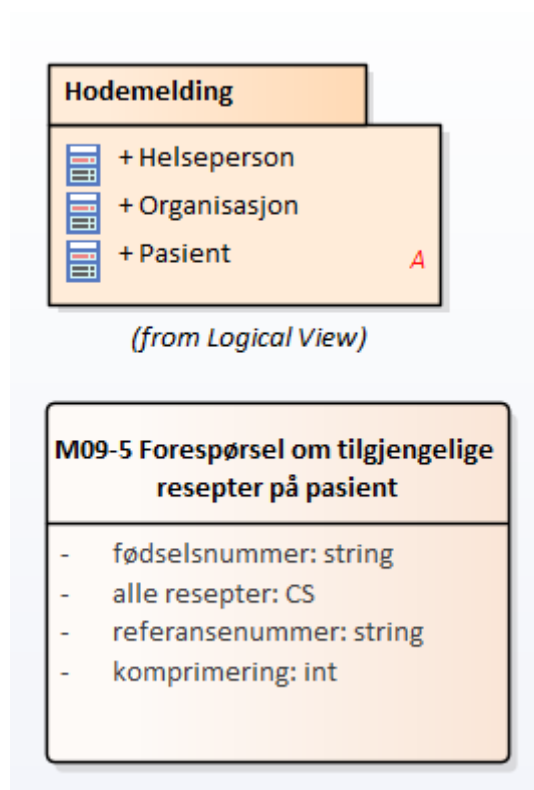 Hodemelding
+ Helseperson
+ Organisasjon
+ Pasient
A
(from Logical View)
M09-5 Forespørsel om tilgjengelige
resepter på pasient
- fødselsnummer: string
- alle resepter: CS
- referansenummer: string
- komprimering: int